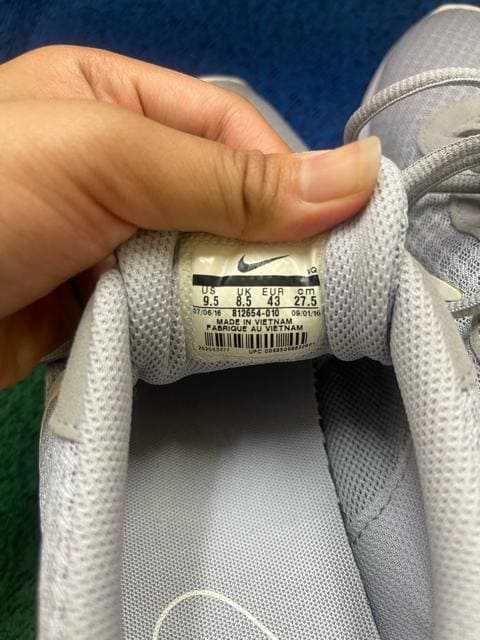 US UK EUR cm
9.5 8.5 43 27.5
07/06/16 812654-010 09/01/16
MADE IN VIETNAM
FABRIQUE AU VIETNAM
UPC